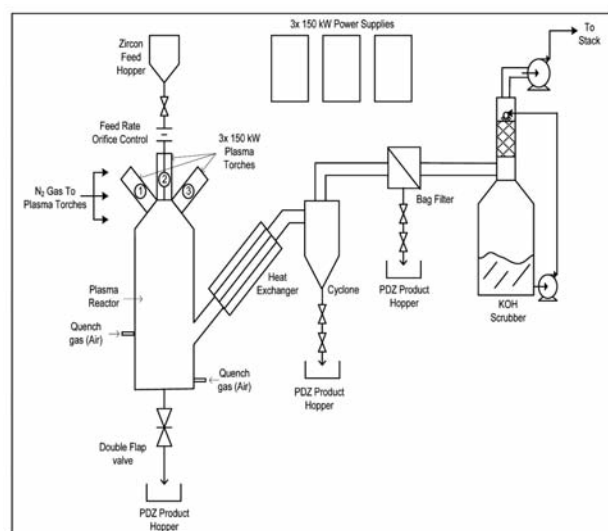 3x 150 kW Power Supplies
To
Stack
Zircon
Feed
Hopper
Feed Rate
Orifice Control
3x 150 kW
Plasma
Torches
N₂ Gas To
Plasma Torches
1
2
3
Bag Filter
Plasma
Reactor
Heat
Exchanger
Cyclone
PDZ Product
Hopper
KOH
Scrubber
Quench
gas (Air)
Quench
gas (Air)
PDZ Product
Hopper
Double Flap
valve
PDZ Product
Hopper